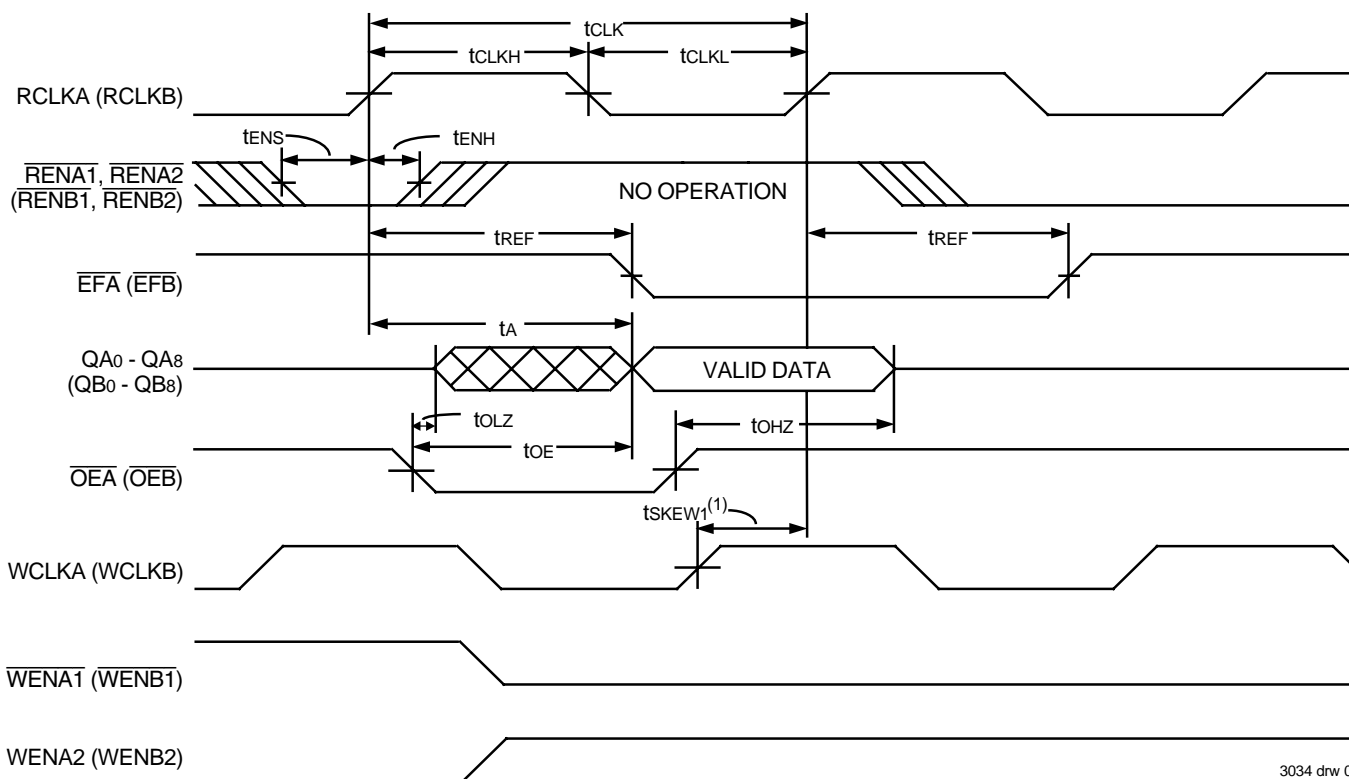 tCLK
tCLKH
tCLKL
RCLKA (RCLKB)
tENS
tENH
RENA1, RENA2
(RENB1, RENB2)
NO OPERATION
tREF
tREF
EFA (EFB)
tA
QA0 - QA8
(QB0 - QB8)
VALID DATA
tOLZ
tOHZ
tOE
OEA (OEB)
tSKEW1(1)
WCLKA (WCLKB)
WENA1 (WENB1)
WENA2 (WENB2)
3034 drw 0